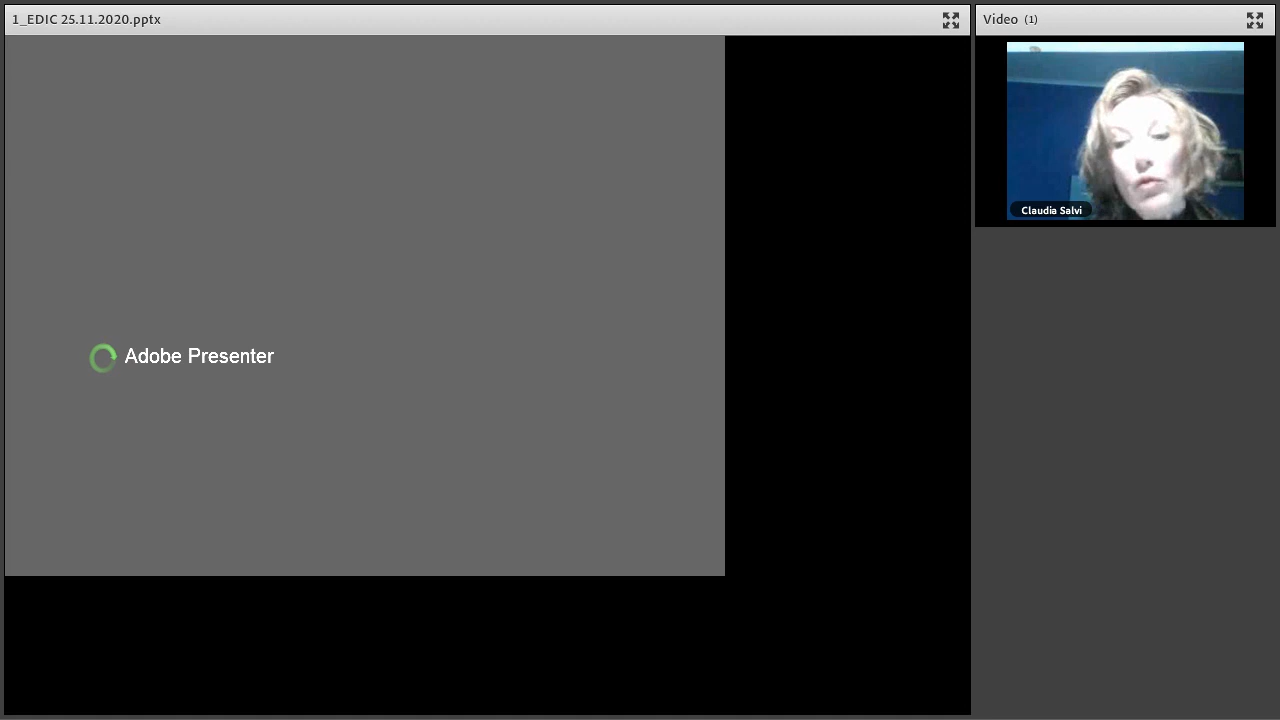 1_EDIC 25.11.2020.pptx
Video (1)
Claudia Salvi
Adobe Presenter